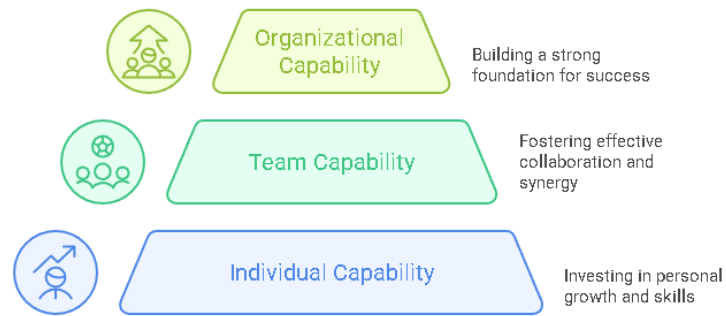 Organizational
Capability
Building a strong
foundation for success
Team Capability
Fostering effective
collaboration and
synergy
Individual Capability
Investing in personal
growth and skills